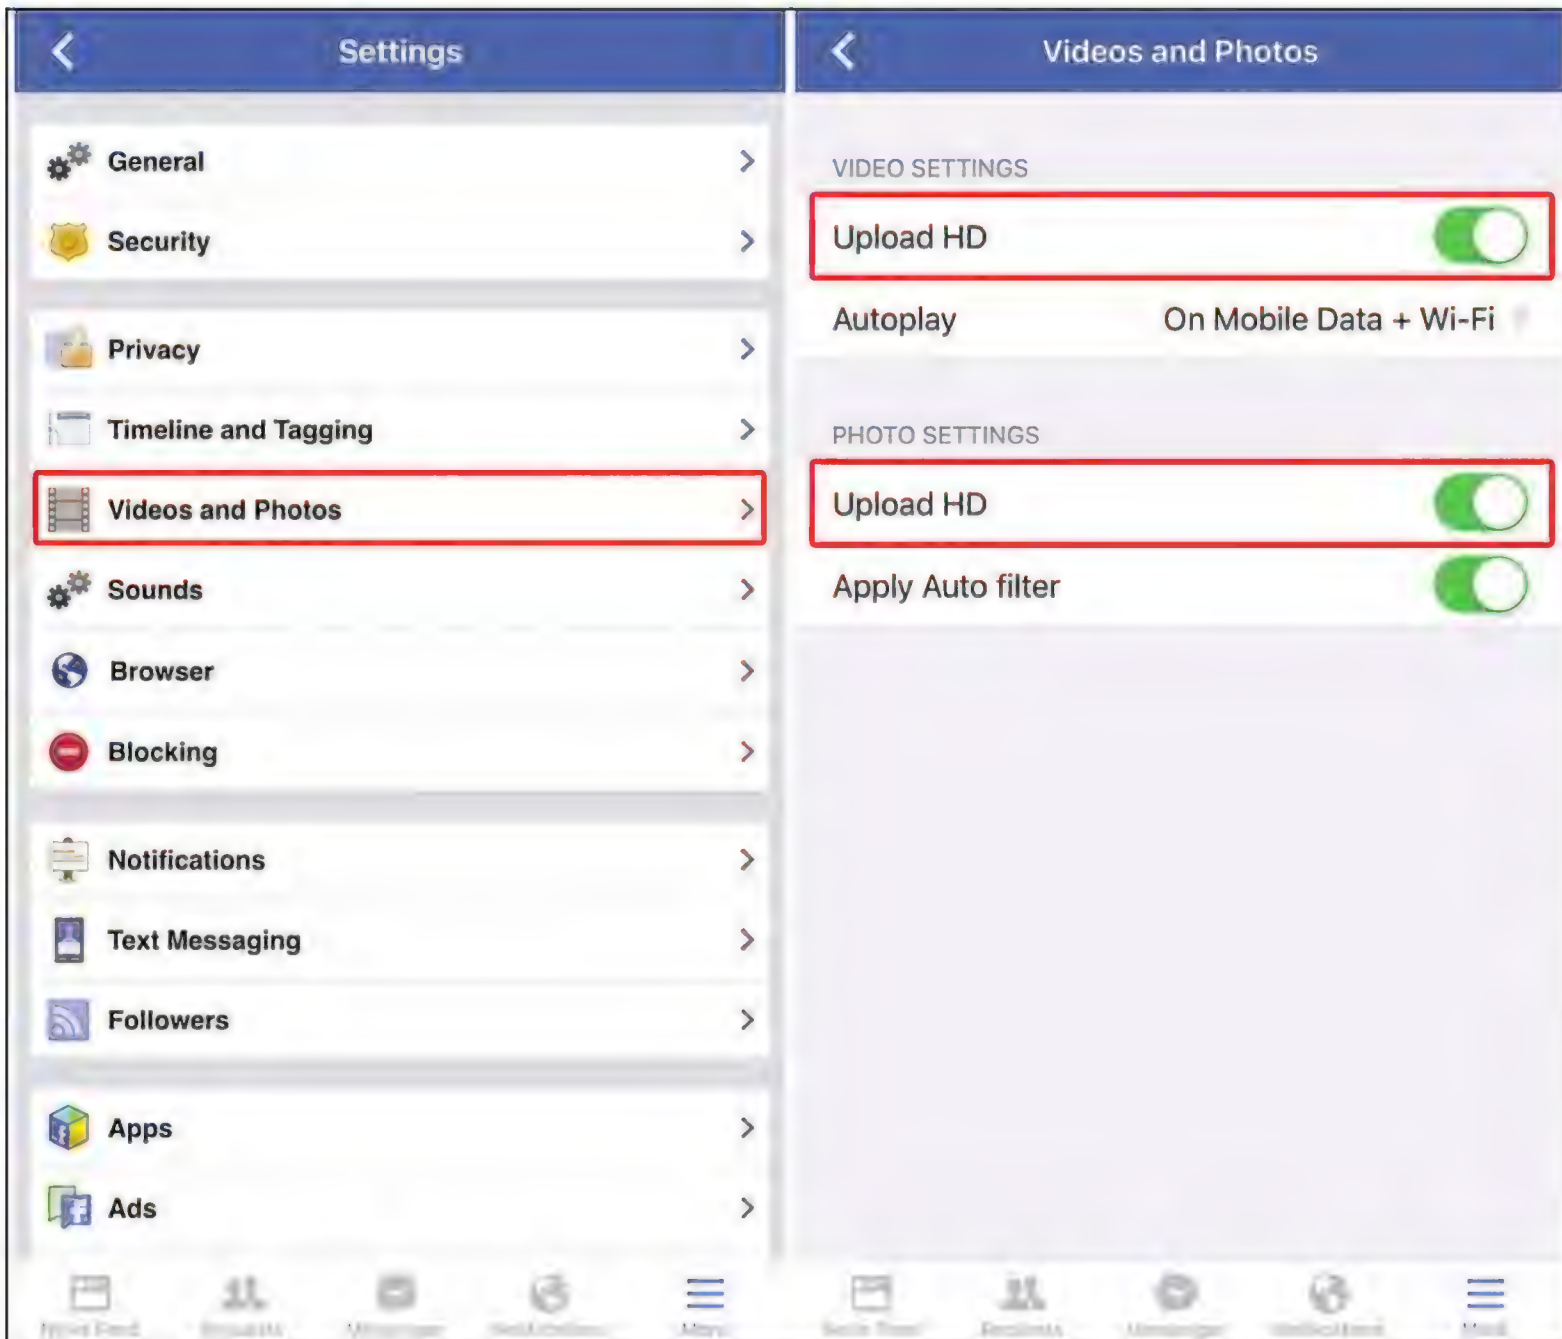 Settings
General
Security
Privacy
Timeline and Tagging
Videos and Photos
Sounds
Browser
Blocking
Notifications
Text Messaging
Followers
Apps
Ads
Videos and Photos
VIDEO SETTINGS
Upload HD
Autoplay On Mobile Data + Wi-Fi
PHOTO SETTINGS
Upload HD
Apply Auto filter